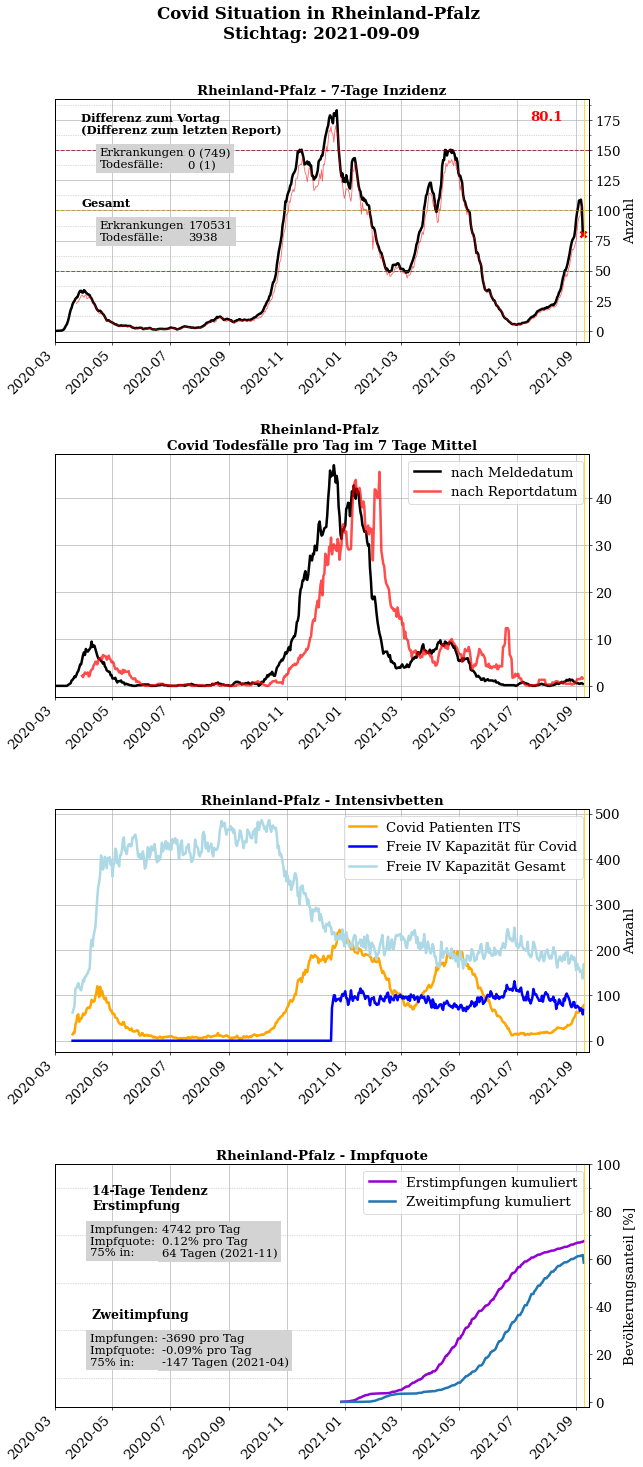 Covid Situation in Rheinland-Pfalz
Stichtag: 2021-09-09
Rheinland-Pfalz - 7-Tage Inzidenz
Differenz zum Vortag
(Differenz zum letzten Report)
80.1
Erkrankungen 0 (749)
Todesfälle: 0 (1)
Gesamt
Erkrankungen 170531
Todesfälle: 3938
175
150
125
100
75
50
25
0
Anzahl
2020-03 2020-05 2020-07 2020-09 2020-11 2021-01 2021-03 2021-05 2021-07 2021-09
Rheinland-Pfalz
Covid Todesfälle pro Tag im 7 Tage Mittel
nach Meldedatum
nach Reportdatum
40
30
20
10
0
2020-03 2020-05 2020-07 2020-09 2020-11 2021-01 2021-03 2021-05 2021-07 2021-09
Rheinland-Pfalz - Intensivbetten
Covid Patienten ITS
Freie IV Kapazität für Covid
Freie IV Kapazität Gesamt
500
400
300
200
100
0
Anzahl
2020-03 2020-05 2020-07 2020-09 2020-11 2021-01 2021-03 2021-05 2021-07 2021-09
Rheinland-Pfalz - Impfquote
Erstimpfungen kumuliert
Zweitimpfung kumuliert
14-Tage Tendenz
Erstimpfung
Impfungen: 4742 pro Tag
Impfquote: 0.12% pro Tag
75% in: 64 Tagen (2021-11)
Zweitimpfung
Impfungen: -3690 pro Tag
Impfquote: -0.09% pro Tag
75% in: -147 Tagen (2021-04)
100
80
60
40
20
0
Bevölkerungsanteil [%]
2020-03 2020-05 2020-07 2020-09 2020-11 2021-01 2021-03 2021-05 2021-07 2021-09